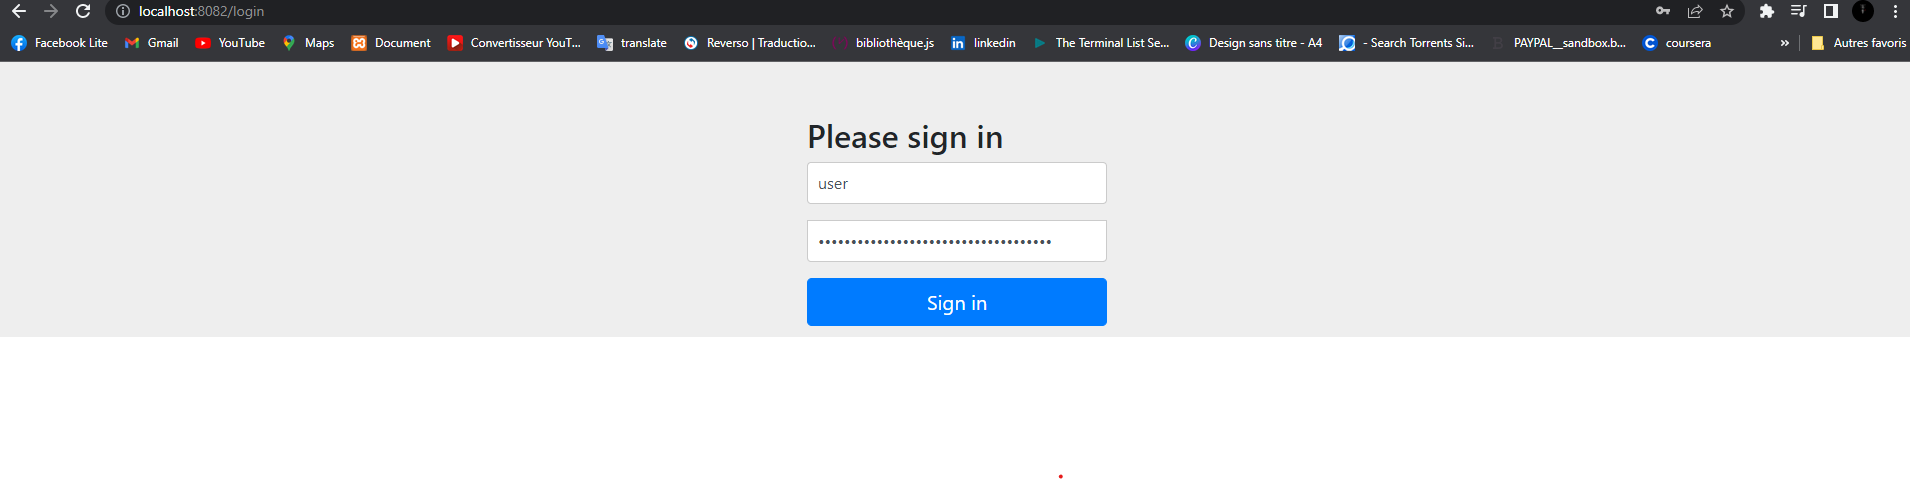 localhost:8082/login
Facebook Lite Gmail YouTube Maps Document Convertisseur YouT... translate Reverso | Traductio... bibliothèque.js linkedin The Terminal List Se... Design sans titre - A4 - Search Torrents Si... PAYPAL__sandbox.b... coursera » Autres favoris
Please sign in
user
••••••••••••••••••••••••••••••••••••
Sign in